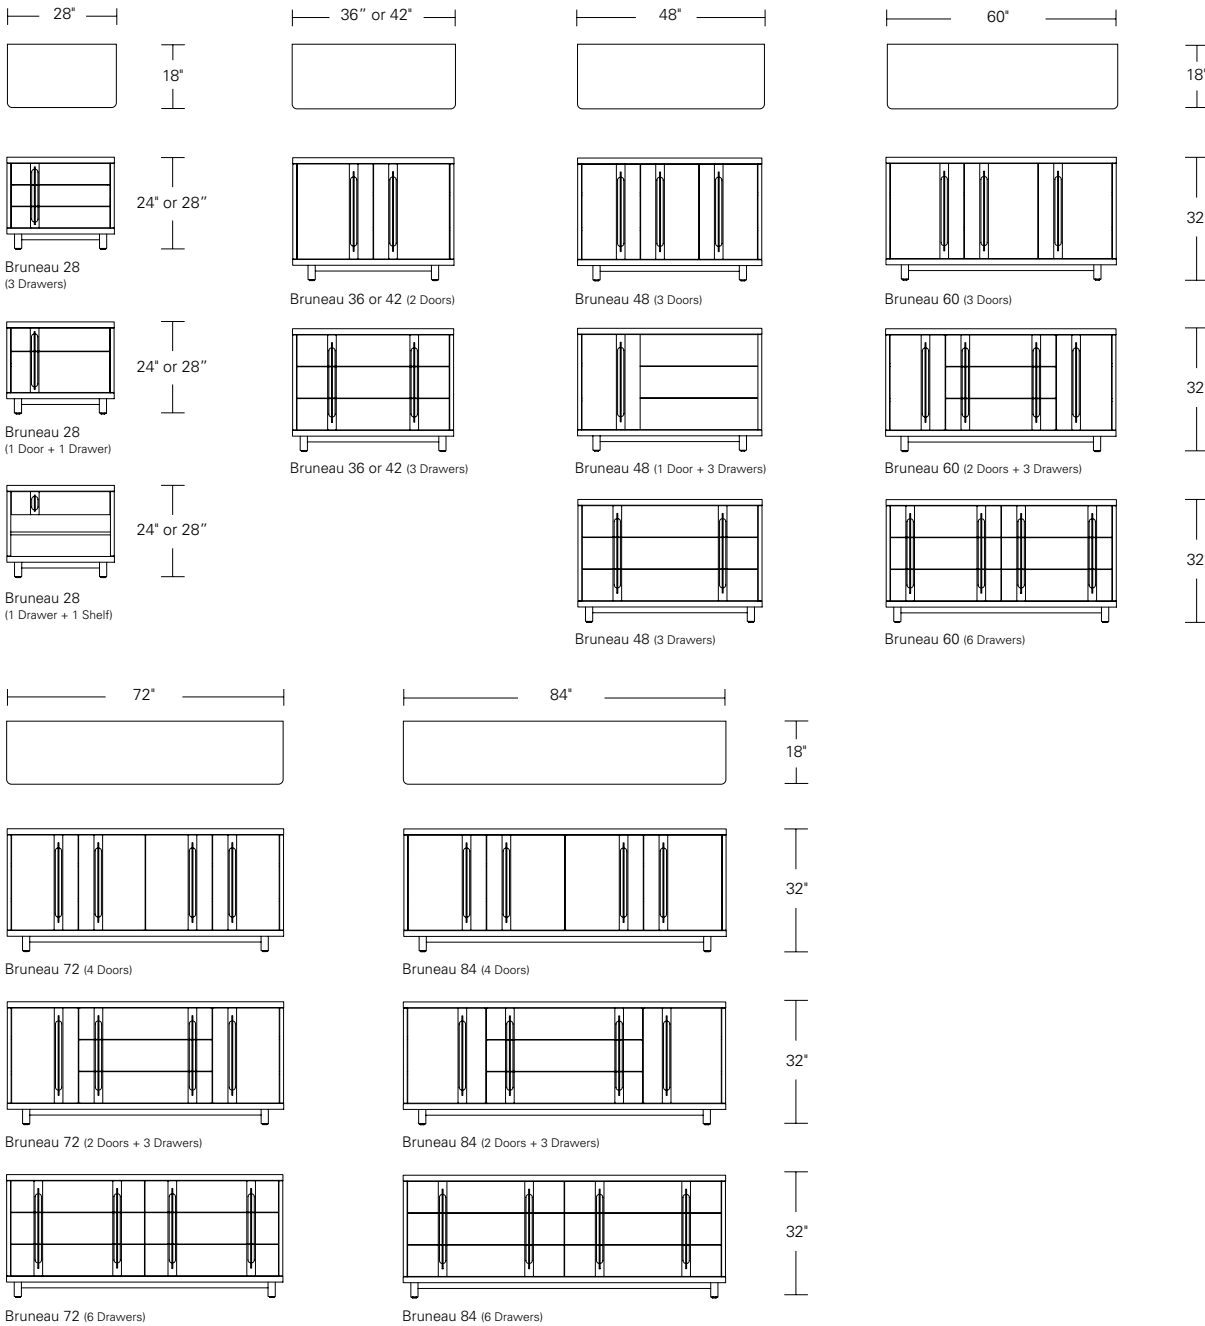 28"
36” or 42"
48"
60"
18"
18"
24" or 28”
32"
Bruneau 28
(3 Drawers)
Bruneau 36 or 42 (2 Doors)
Bruneau 48 (3 Doors)
Bruneau 60 (3 Doors)
24" or 28”
32"
Bruneau 28
(1 Door + 1 Drawer)
Bruneau 36 or 42 (3 Drawers)
Bruneau 48 (1 Door + 3 Drawers)
Bruneau 60 (2 Doors + 3 Drawers)
24" or 28”
32"
Bruneau 28
(1 Drawer + 1 Shelf)
Bruneau 48 (3 Drawers)
Bruneau 60 (6 Drawers)
72"
84"
18"
32"
Bruneau 72 (4 Doors)
Bruneau 84 (4 Doors)
32"
Bruneau 72 (2 Doors + 3 Drawers)
Bruneau 84 (2 Doors + 3 Drawers)
32"
Bruneau 72 (6 Drawers)
Bruneau 84 (6 Drawers)